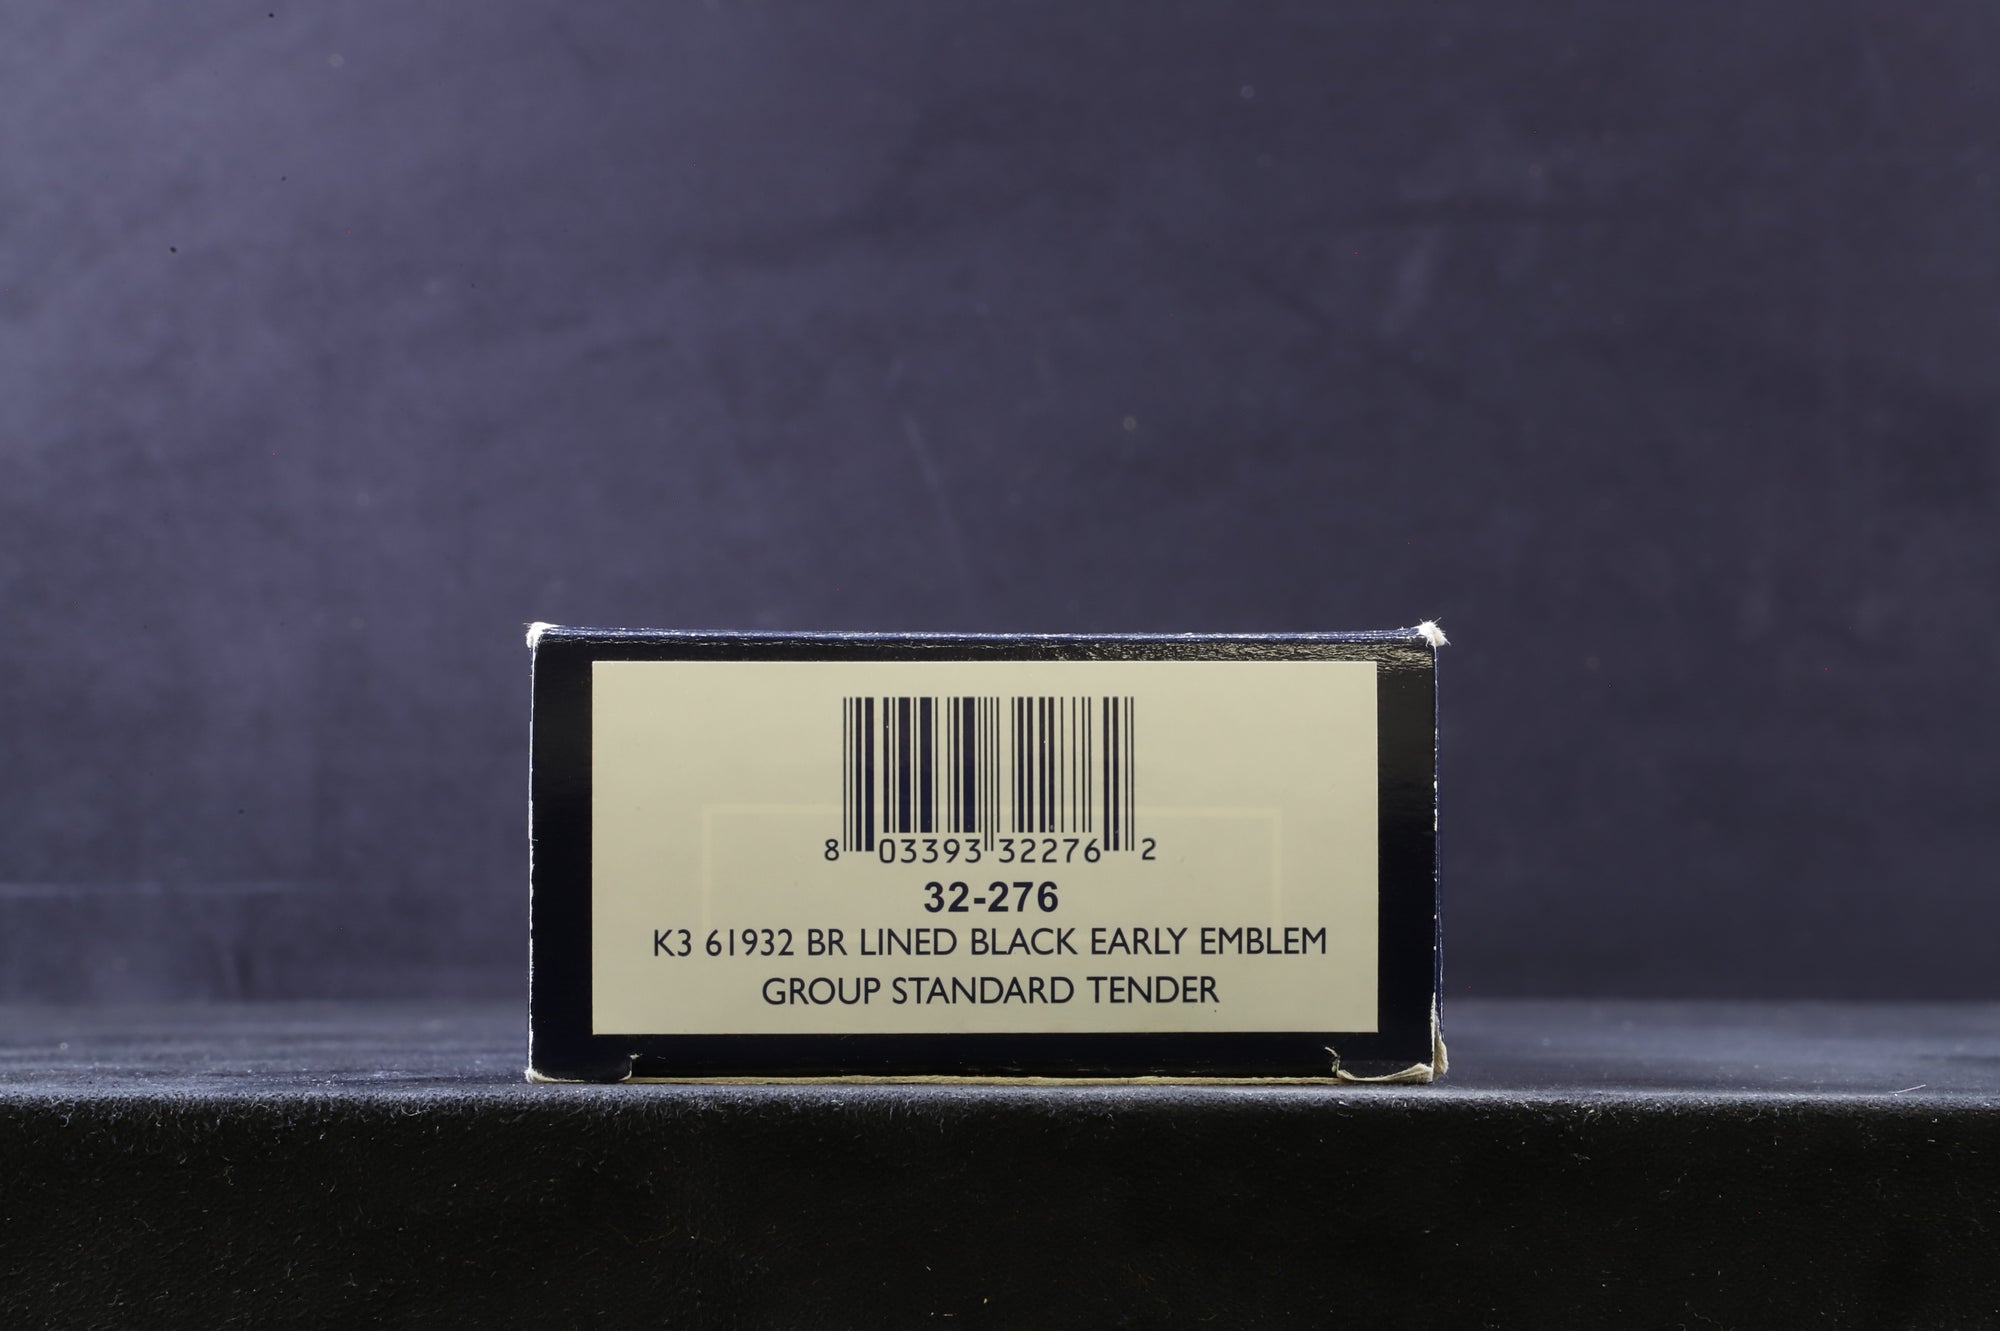 8 03393 32276 2
32-276
K3 61932 BR LINED BLACK EARLY EMBLEM
GROUP STANDARD TENDER